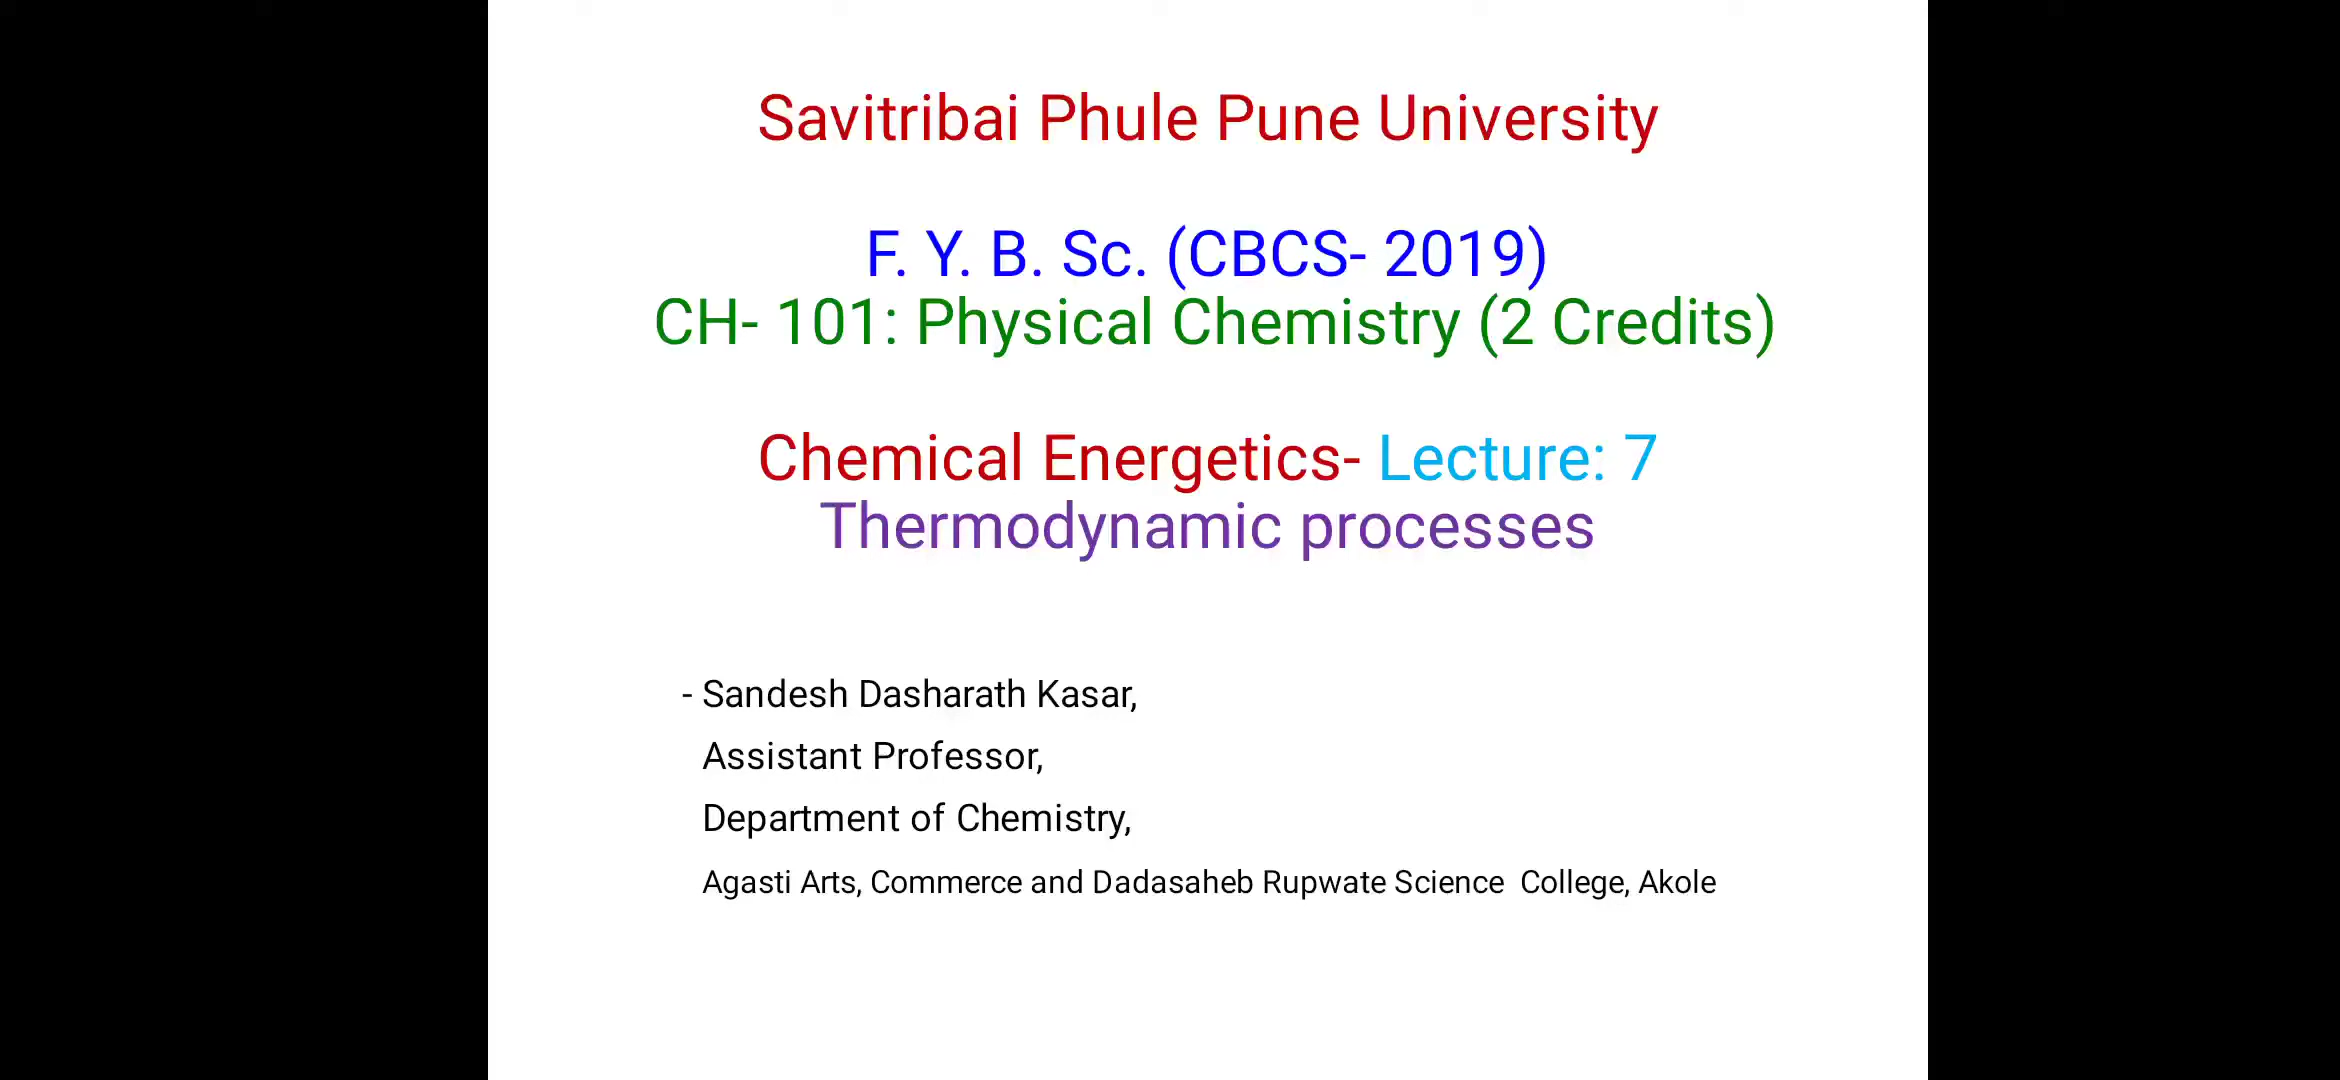 Savitribai Phule Pune University
F. Y. B. Sc. (CBCS- 2019)
CH- 101: Physical Chemistry (2 Credits)
Chemical Energetics- Lecture: 7
Thermodynamic processes
- Sandesh Dasharath Kasar,
Assistant Professor,
Department of Chemistry,
Agasti Arts, Commerce and Dadasaheb Rupwate Science  College, Akole